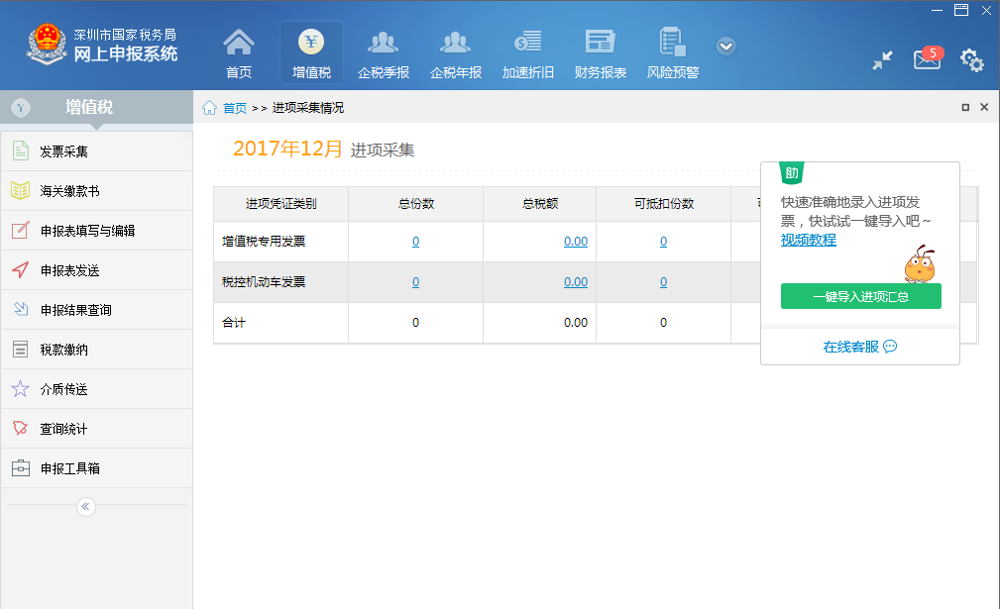 深圳市国家税务局
网上申报系统
首页
增值税
企税季报
企税年报
加速折旧
财务报表
风险预警
5
增值税
首页 >> 进项采集情况
发票采集
海关缴款书
申报表填写与编辑
申报表发送
申报结果查询
税款缴纳
介质传送
查询统计
申报工具箱
2017年12月 进项采集
进项凭证类别 总份数 总税额 可抵扣份数
增值税专用发票 0 0.00 0
税控机动车发票 0 0.00 0
合计 0 0.00 0
助
快速准确地录入进项发
票，快试试一键导入吧~
视频教程
一键导入进项汇总
在线客服